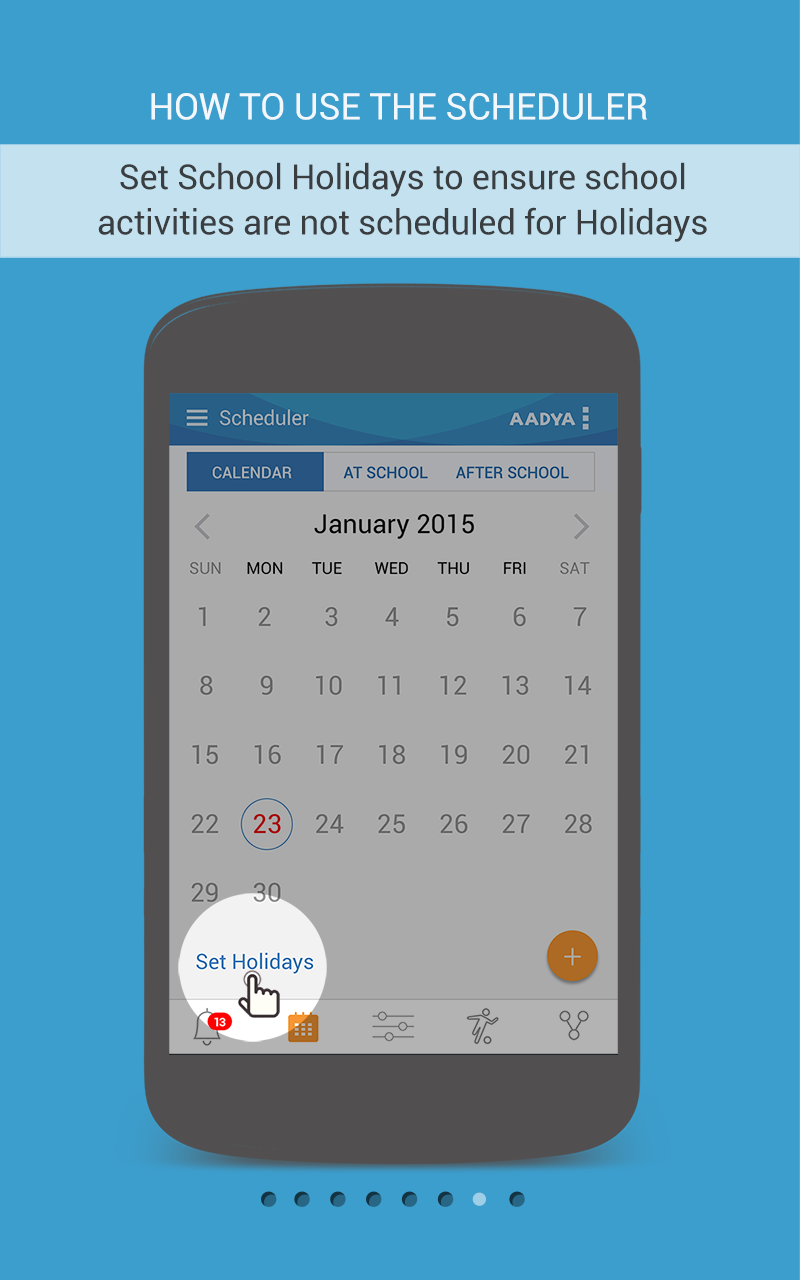 HOW TO USE THE SCHEDULER
Set School Holidays to ensure school
activities are not scheduled for Holidays
Scheduler AADYA
CALENDAR AT SCHOOL AFTER SCHOOL
January 2015
SUN MON TUE WED THU FRI SAT
1 2 3 4 5 6 7
8 9 10 11 12 13 14
15 16 17 18 19 20 21
22 23 24 25 26 27 28
29 30
Set Holidays
13